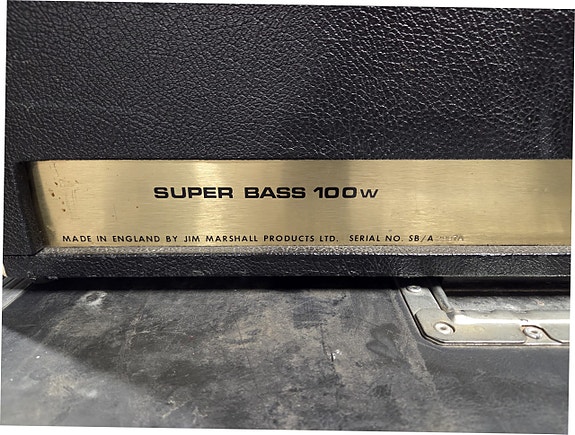 SUPER BASS 100W
MADE IN ENGLAND BY JIM MARSHALL PRODUCTS LTD. SERIAL NO. SB/A